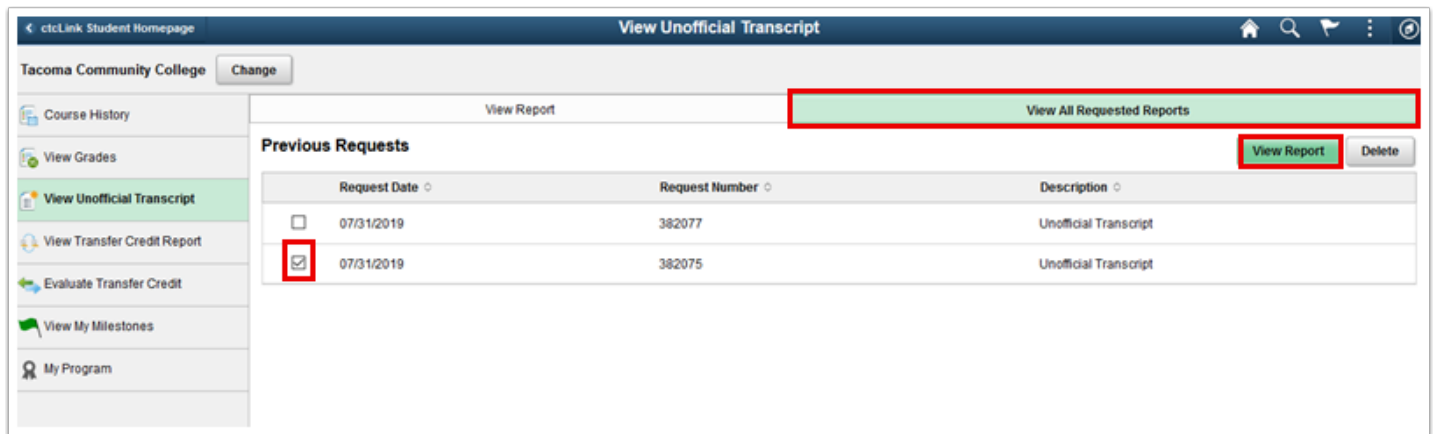 ctcLink Student Homepage View Unofficial Transcript
Tacoma Community College Change
Course History
View Grades
View Unofficial Transcript
View Transfer Credit Report
Evaluate Transfer Credit
View My Milestones
My Program
View Report View All Requested Reports
Previous Requests View Report Delete
Request Date Request Number Description
07/31/2019 382077 Unofficial Transcript
07/31/2019 382075 Unofficial Transcript